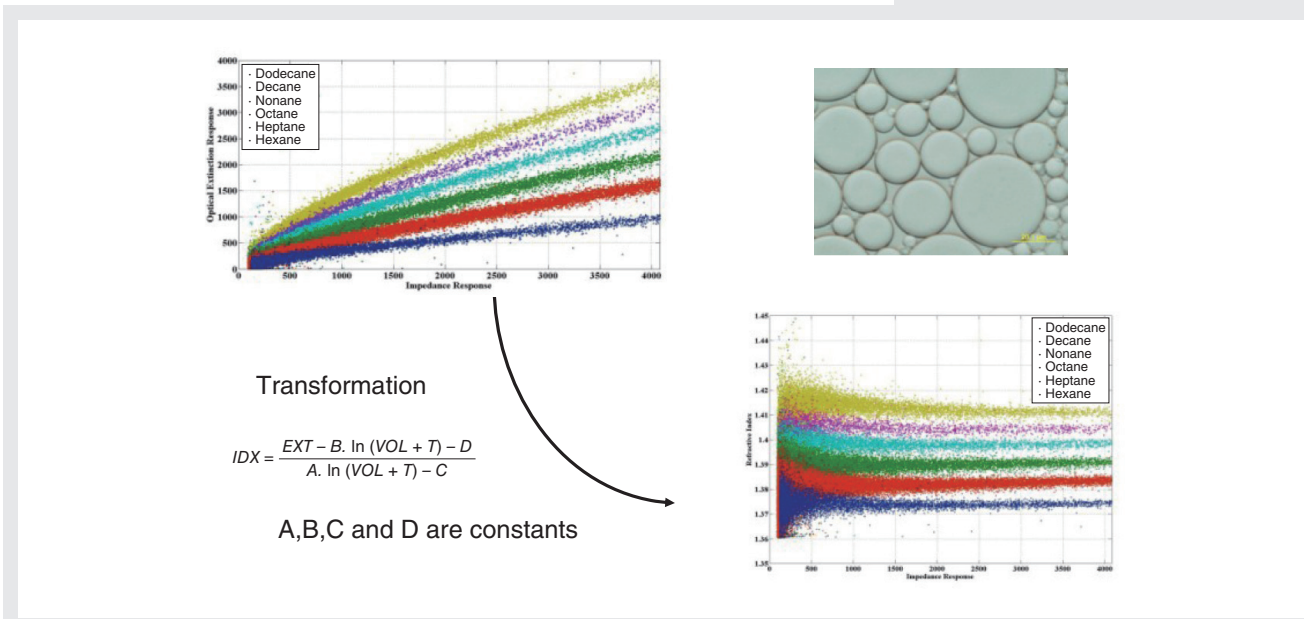 4000
3500
3000
2500
2000
1500
1000
500
0
Optical Extinction Response
· Dodecane
· Decane
· Nonane
· Octane
· Heptane
· Hexane
0 500 1000 1500 2000 2500 3000 3500 4000
Impedance Response
Transformation
IDX = EXT – B. ln (VOL + T) – D
A. ln (VOL + T) – C
A,B,C and D are constants
1.45
1.44
1.43
1.42
1.41
1.4
1.39
1.38
1.37
1.36
1.35
Refractive Index
· Dodecane
· Decane
· Nonane
· Octane
· Heptane
· Hexane
0 500 1000 1500 2000 2500 3000 3500 4000
Impedance Response